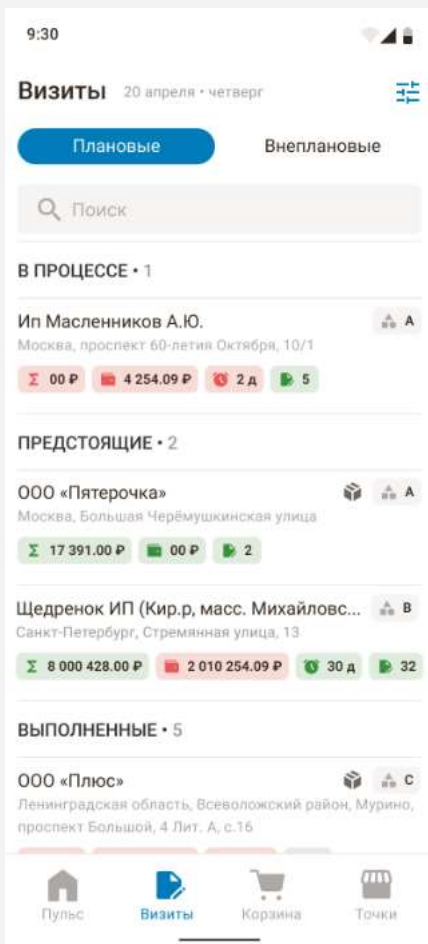 9:30
Визиты 20 апреля • четверг
Плановые Внеплановые
Поиск
В ПРОЦЕССЕ • 1
Ип Масленников А.Ю. A
Москва, проспект 60-летия Октября, 10/1
Σ 00 ₽ 4 254.09 ₽ 2 д 5
ПРЕДСТОЯЩИЕ • 2
ООО «Пятерочка» A
Москва, Большая Черёмушкинская улица
Σ 17 391.00 ₽ 00 ₽ 2
Щедренок ИП (Кир.р, масс. Михайловс... B
Санкт-Петербург, Стремянная улица, 13
Σ 8 000 428.00 ₽ 2 010 254.09 ₽ 30 д 32
ВЫПОЛНЕННЫЕ • 5
ООО «Плюс» C
Ленинградская область, Всеволожский район, Мурино,
проспект Большой, 4 Лит. А, с.16
Пульс Визиты Корзина Точки